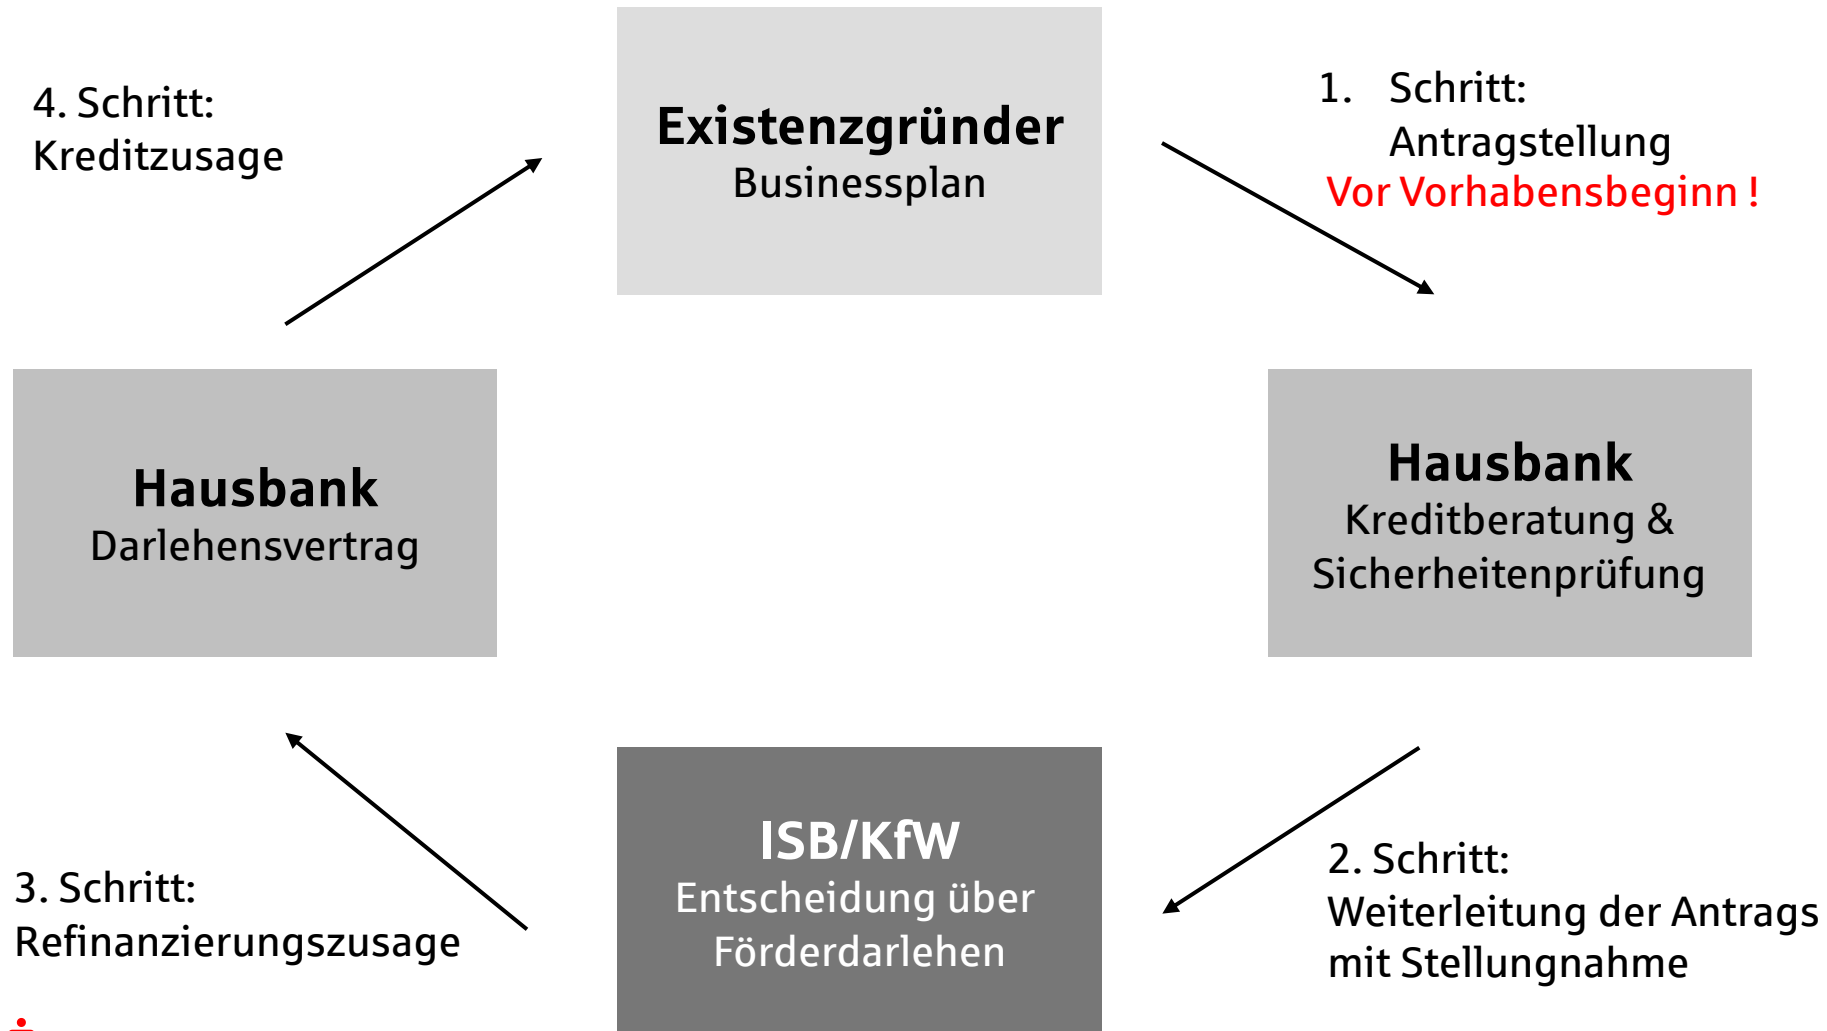 4. Schritt:
Kreditzusage
Existenzgründer
Businessplan
1. Schritt:
Antragstellung
Vor Vorhabensbeginn !
Hausbank
Darlehensvertrag
Hausbank
Kreditberatung &
Sicherheitenprüfung
3. Schritt:
Refinanzierungszusage
ISB/KfW
Entscheidung über
Förderdarlehen
2. Schritt:
Weiterleitung der Antrags
mit Stellungnahme